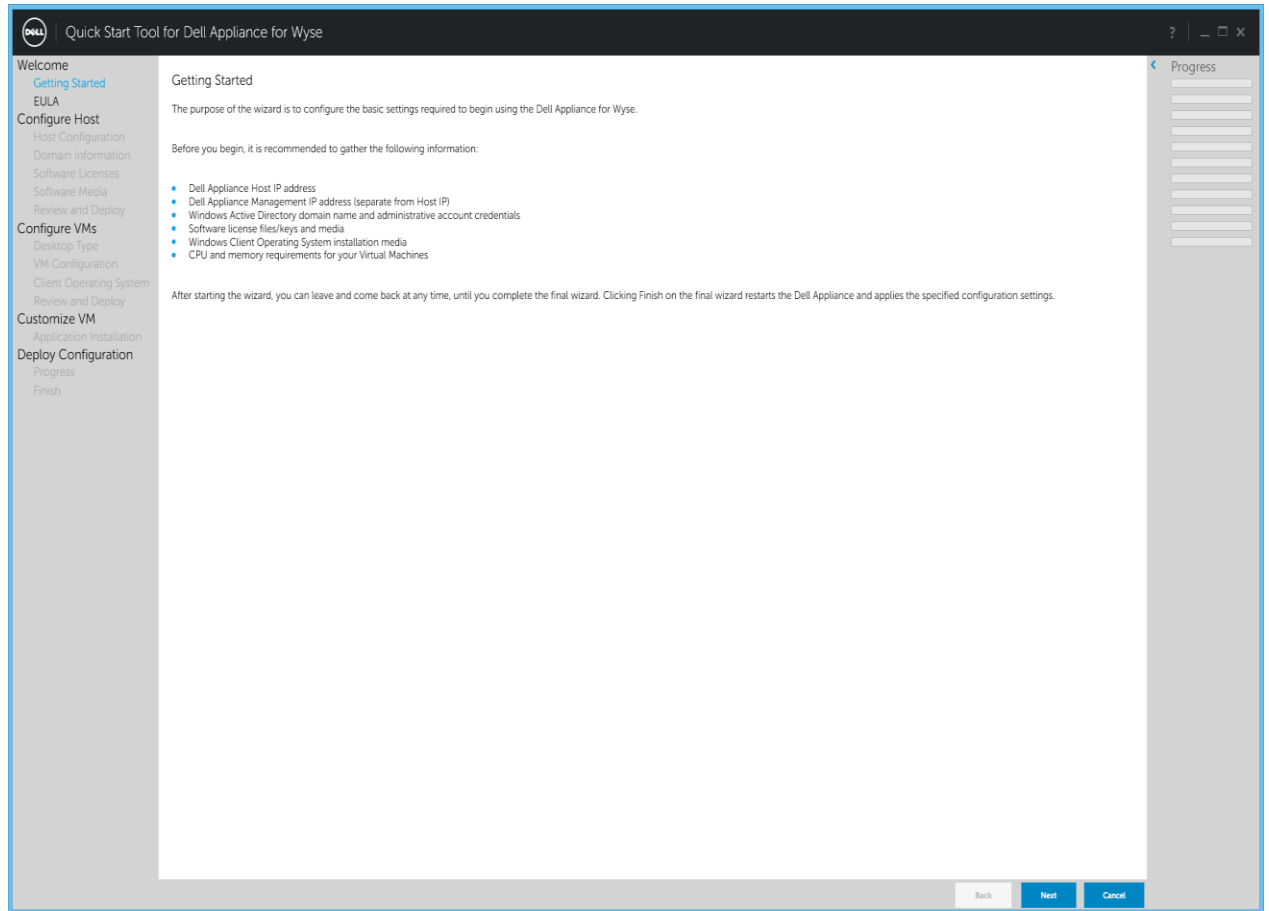 DELL
Quick Start Tool for Dell Appliance for Wyse
?
Welcome
Getting Started
EULA
Configure Host
Host Configuration
Domain Information
Software Licenses
Software Media
Review and Deploy
Configure VMs
Desktop Type
VM Configuration
Client Operating System
Review and Deploy
Customize VM
Application Installation
Deploy Configuration
Progress
Finish
Getting Started
The purpose of the wizard is to configure the basic settings required to begin using the Dell Appliance for Wyse.
Before you begin, it is recommended to gather the following information:
• Dell Appliance Host IP address
• Dell Appliance Management IP address (separate from Host IP)
• Windows Active Directory domain name and administrative account credentials
• Software license files/keys and media
• Windows Client Operating System installation media
• CPU and memory requirements for your Virtual Machines
After starting the wizard, you can leave and come back at any time, until you complete the final wizard. Clicking Finish on the final wizard restarts the Dell Appliance and applies the specified configuration settings.
Progress
Back
Next
Cancel